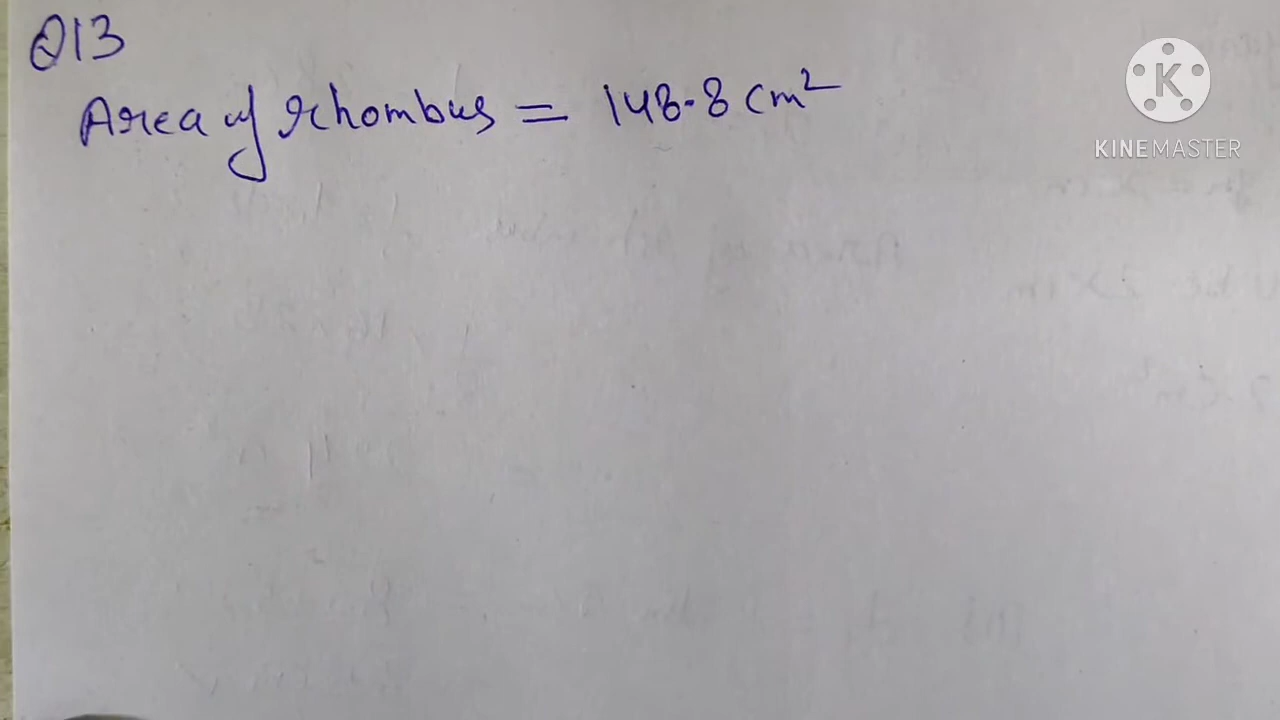 Q13
Area of rhombus = 148.8 cm²
K
KINEMASTER